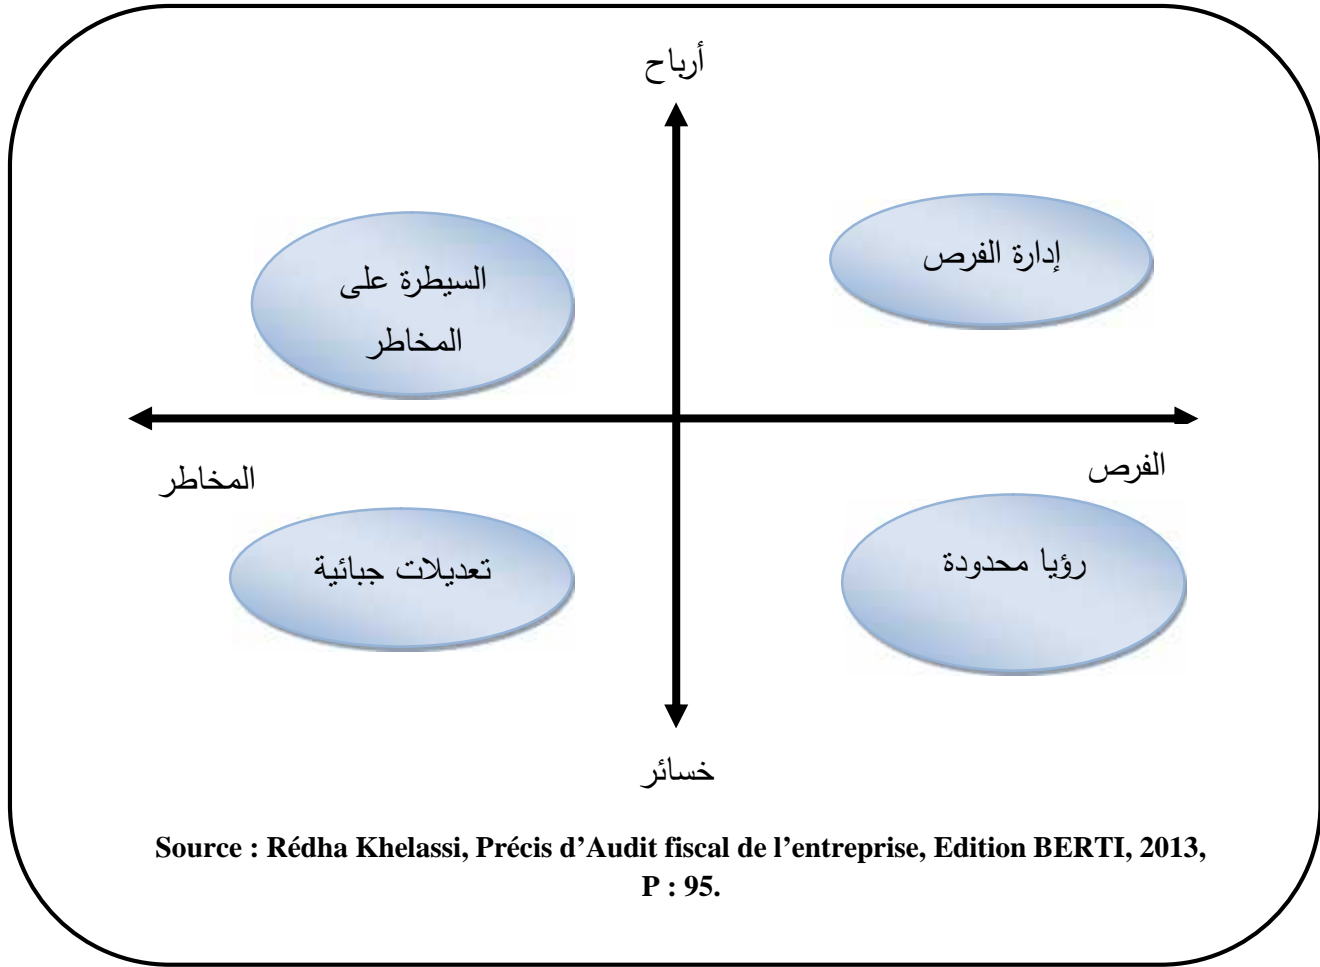 أرباح
إدارة الفرص
السيطرة على
المخاطر
الفرص
المخاطر
رؤيا محدودة
تعديلات جبائية
خسائر
Source : Rédha Khelassi, Précis d’Audit fiscal de l’entreprise, Edition BERTI, 2013,
P : 95.